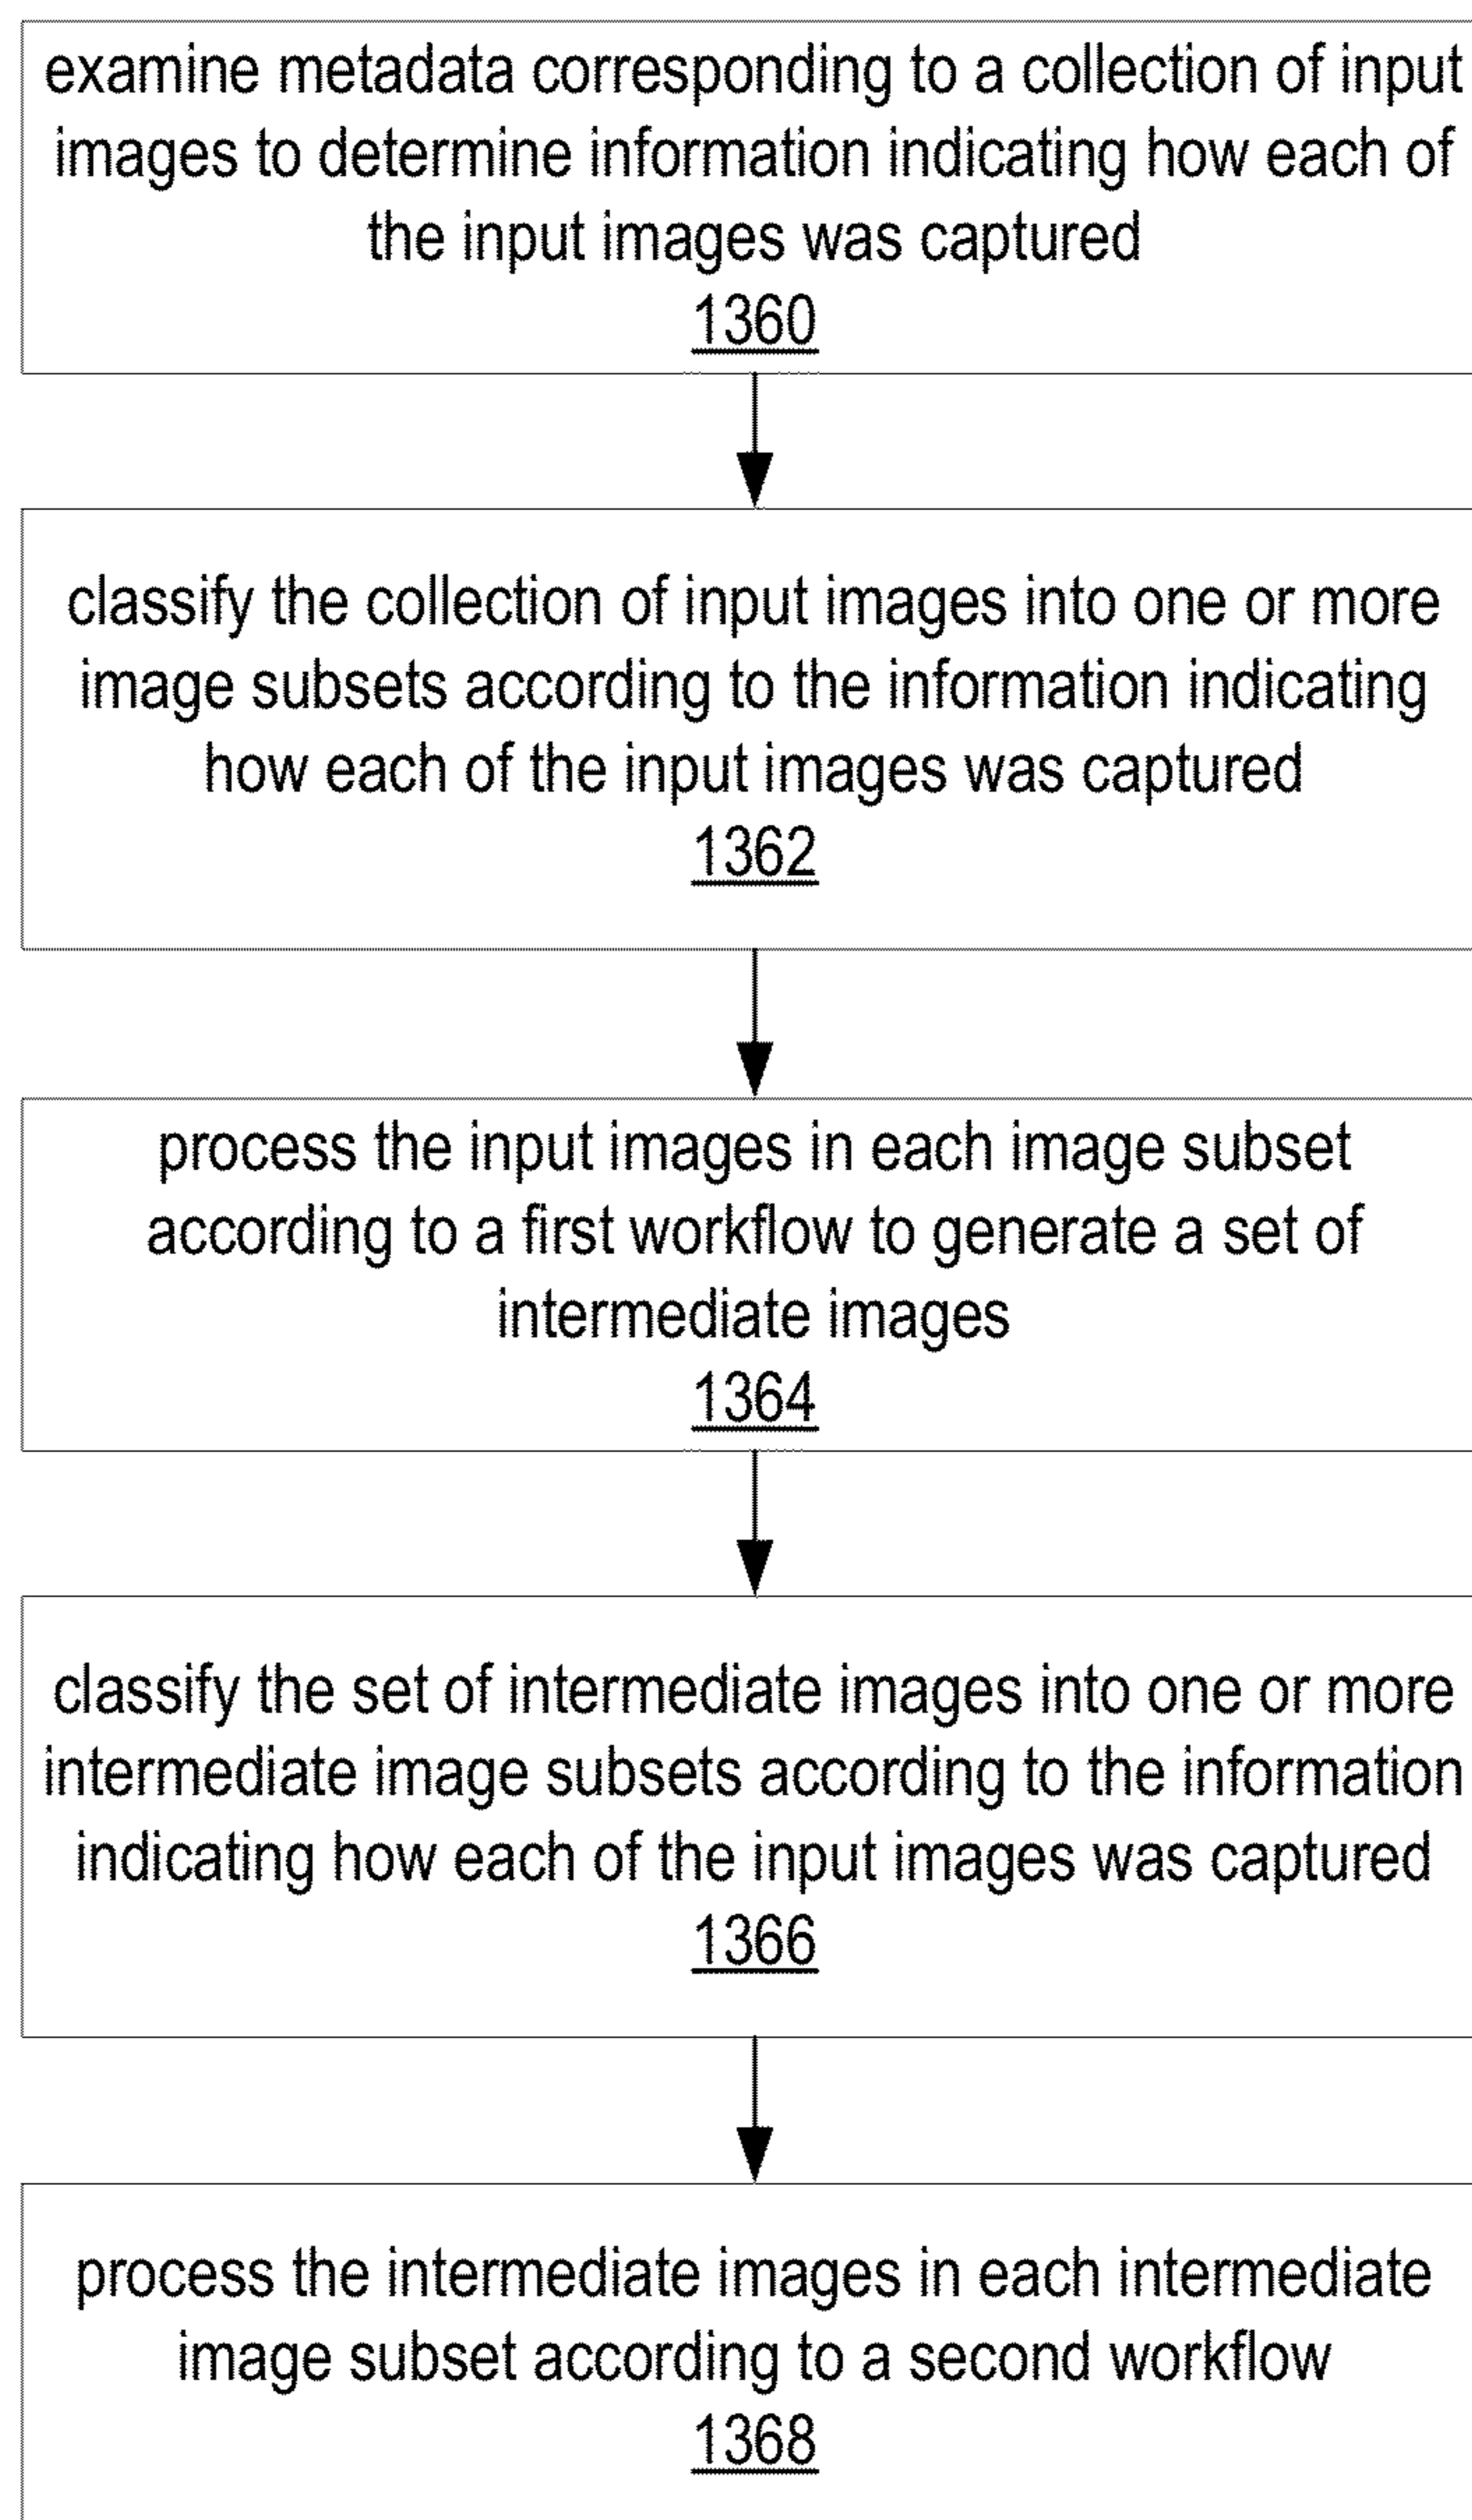 examine metadata corresponding to a collection of input
images to determine information indicating how each of
the input images was captured
1360
classify the collection of input images into one or more
image subsets according to the information indicating
how each of the input images was captured
1362
process the input images in each image subset
according to a first workflow to generate a set of
intermediate images
1364
classify the set of intermediate images into one or more
intermediate image subsets according to the information
indicating how each of the input images was captured
1366
process the intermediate images in each intermediate
image subset according to a second workflow
1368